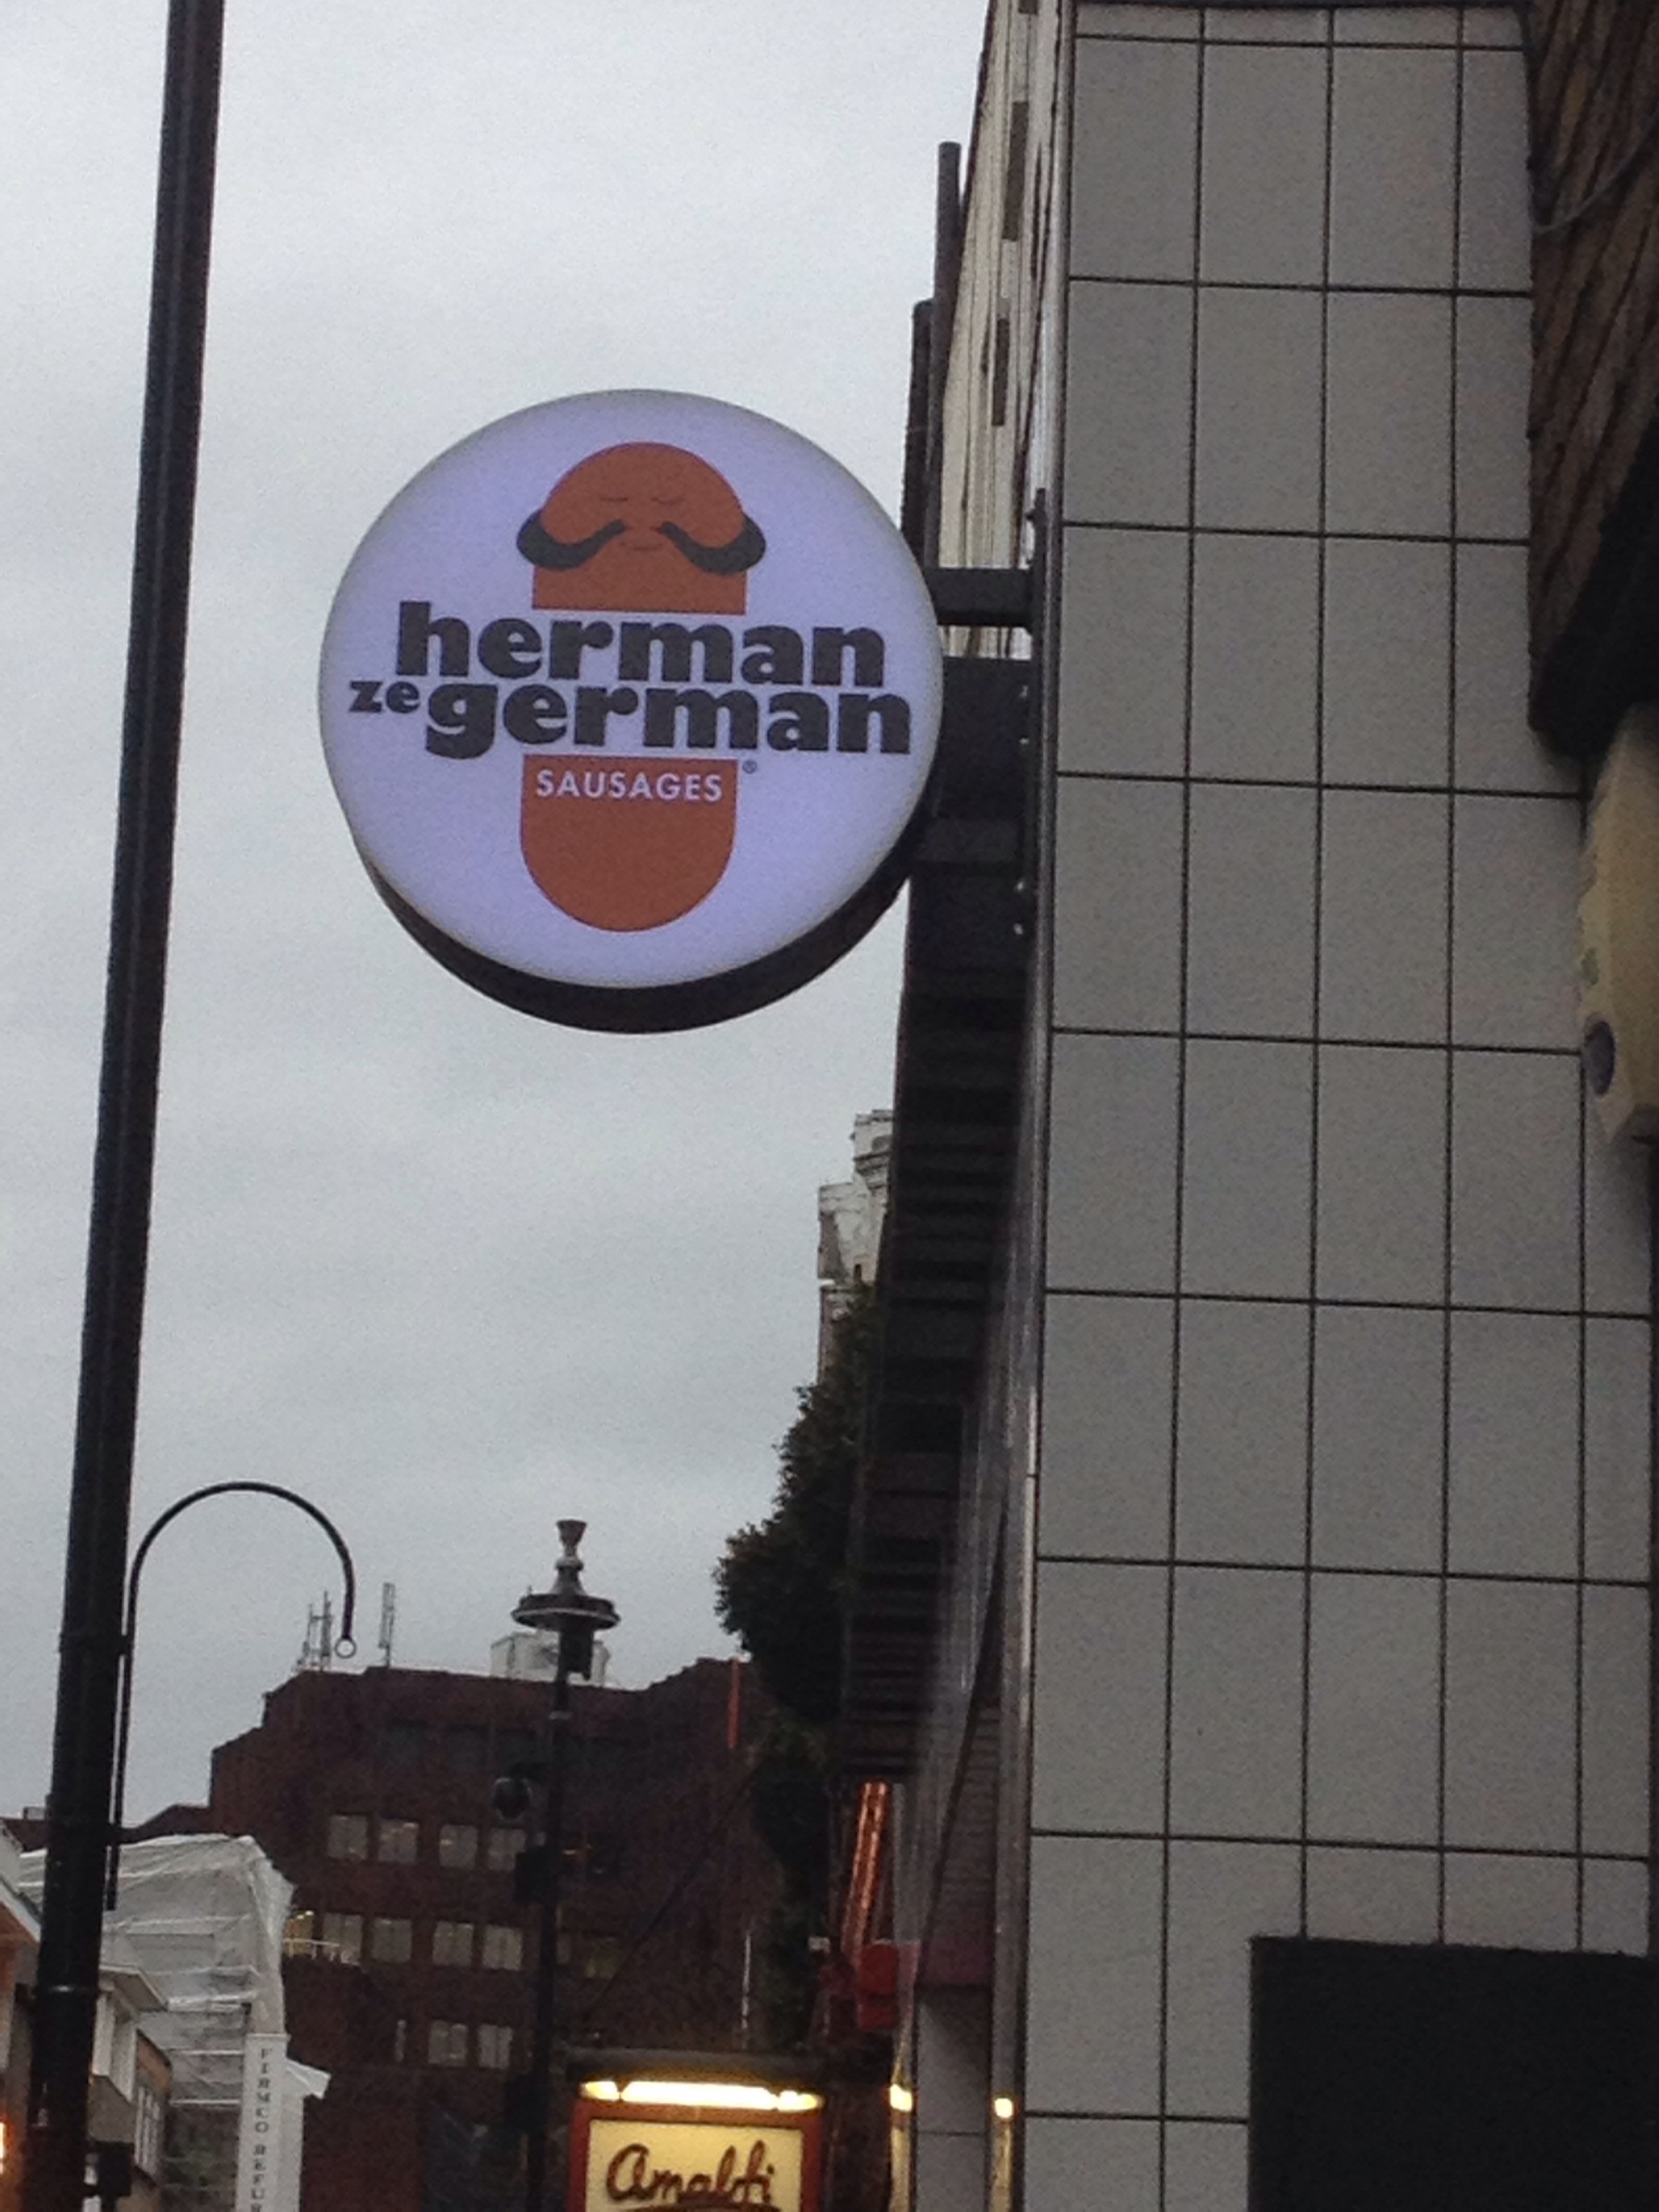 herman
ze german
SAUSAGES
®
Amalfi